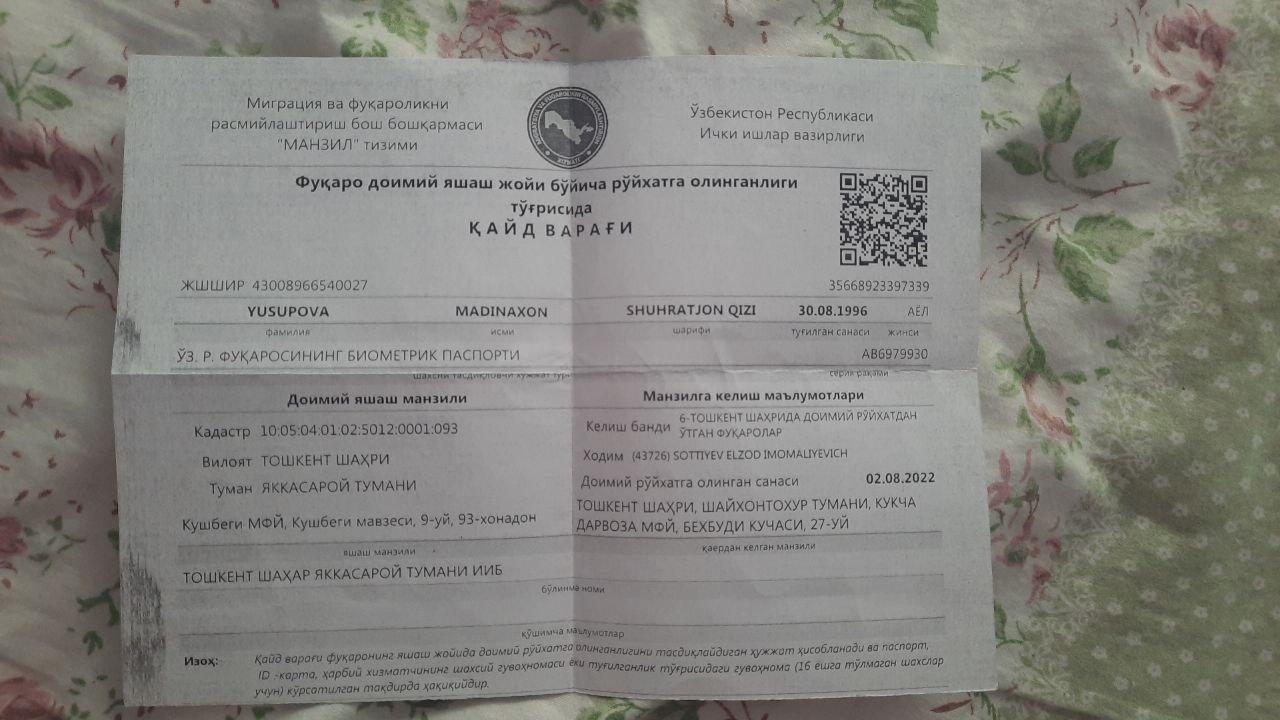 Миграция ва фуқароликни
расмийлаштириш бош бошқармаси
"МАНЗИЛ" тизими
Ўзбекистон Республикаси
Ички ишлар вазирлиги
Фуқаро доимий яшаш жойи бўйича рўйхатга олинганлиги
тўғрисида
ҚАЙД ВАРАҒИ
ЖШШИР 43008966540027
35668923397339
YUSUPOVA MADINAXON SHUHRATJON QIZI 30.08.1996 АЁЛ
фамилия исми шарифи туғилган санаси жинси
ЎЗ. Р. ФУҚАРОСИНИНГ БИОМЕТРИК ПАСПОРТИ AB6979930
шахсни тасдиқловчи ҳужжат тури серия рақами
Доимий яшаш манзили
Кадастр 10:05:04:01:02:5012:0001:093
Вилоят ТОШКЕНТ ШАҲРИ
Туман ЯККАСАРОЙ ТУМАНИ
Кушбеги МФЙ, Кушбеги мавзеси, 9-уй, 93-хонадон
яшаш манзили
Манзилга келиш маълумотлари
Келиш банди 6-ТОШКЕНТ ШАҲРИДА ДОИМИЙ РЎЙХАТДАН
ЎТГАН ФУҚАРОЛАР
Ходим (43726) SOTTIYEV ELZOD IMOMALIYEVICH
Доимий рўйхатга олинган санаси 02.08.2022
ТОШКЕНТ ШАҲРИ, ШАЙХОНТОХУР ТУМАНИ, КУКЧА
ДАРВОЗА МФЙ, БЕХБУДИ КУЧАСИ, 27-УЙ
қаердан келган манзили
ТОШКЕНТ ШАҲАР ЯККАСАРОЙ ТУМАНИ ИИБ
бўлинма номи
қўшимча маълумотлар
Изоҳ: Қайд варағи фуқаронинг яшаш жойида доимий рўйхатга олинганлигини тасдиқлайдиган ҳужжат ҳисобланади ва паспорт,
ID -карта, ҳарбий хизматчининг шахсий гувоҳномаси ёки туғилганлик тўғрисидаги гувоҳнома (16 ёшга тўлмаган шахслар
учун) кўрсатилган тақдирда ҳақиқийдир.